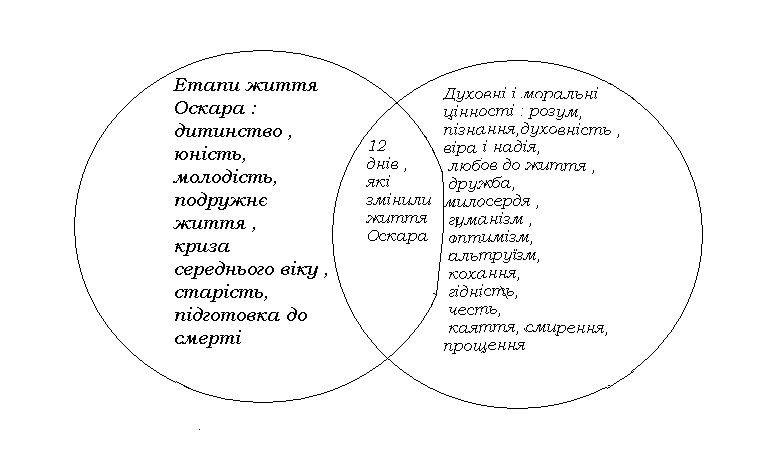 Етапи життя
Оскара :
дитинство ,
юність,
молодість,
подружнє
життя ,
криза
середнього віку ,
старість,
підготовка до
смерті
12
днів ,
які
змінили
життя
Оскара
Духовні і моральні
цінності : розум,
пізнання,духовність ,
віра і надія,
любов до життя ,
дружба,
милосердя ,
гуманізм ,
оптимізм,
альтруїзм,
кохання,
гідність,
честь,
каяття, смирення,
прощення